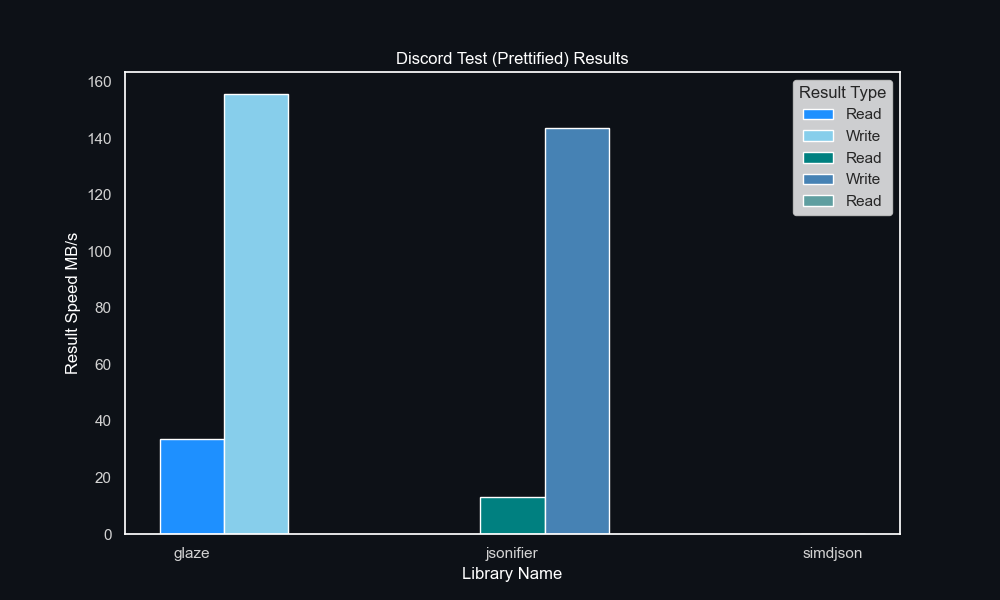 Discord Test (Prettified) Results
Result Type
Read
Write
Read
Write
Read
160
140
120
100
80
60
40
20
0
Result Speed MB/s
glaze
jsonifier
simdjson
Library Name